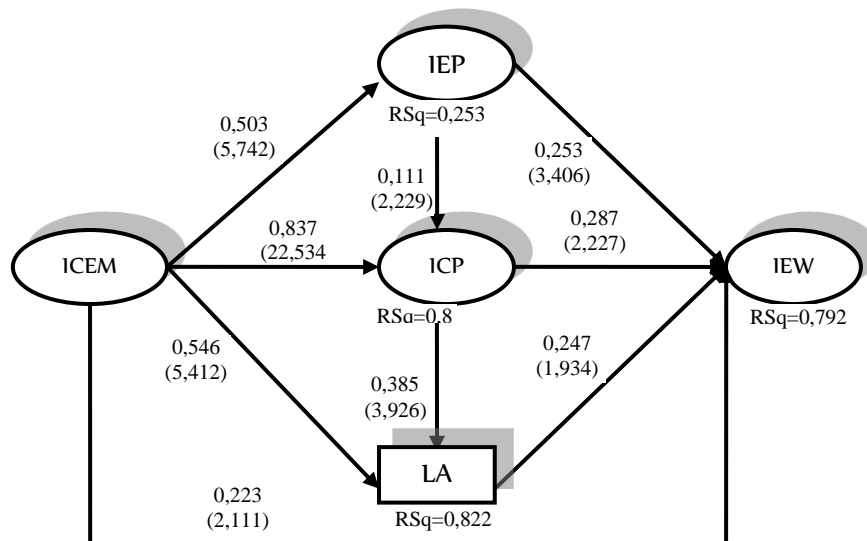 IEP
RSq=0,253
0,503
(5,742)
0,253
(3,406)
0,111
(2,229)
0,837
(22,534
0,287
(2,227)
ICEM
ICP
IEW
RSq=0,8
RSq=0,792
0,546
(5,412)
0,247
(1,934)
0,385
(3,926)
LA
0,223
(2,111)
RSq=0,822